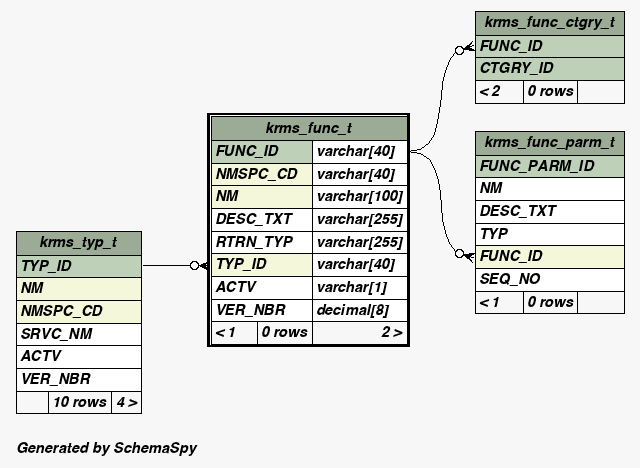 krms_func_ctgry_t
FUNC_ID
CTGRY_ID
< 2 0 rows
krms_func_t
FUNC_ID varchar[40]
NMSPC_CD varchar[40]
NM varchar[100]
DESC_TXT varchar[255]
RTRN_TYP varchar[255]
TYP_ID varchar[40]
ACTV varchar[1]
VER_NBR decimal[8]
< 1 0 rows 2 >
krms_func_parm_t
FUNC_PARM_ID
NM
DESC_TXT
TYP
FUNC_ID
SEQ_NO
< 1 0 rows
krms_typ_t
TYP_ID
NM
NMSPC_CD
SRVC_NM
ACTV
VER_NBR
10 rows 4 >
Generated by SchemaSpy